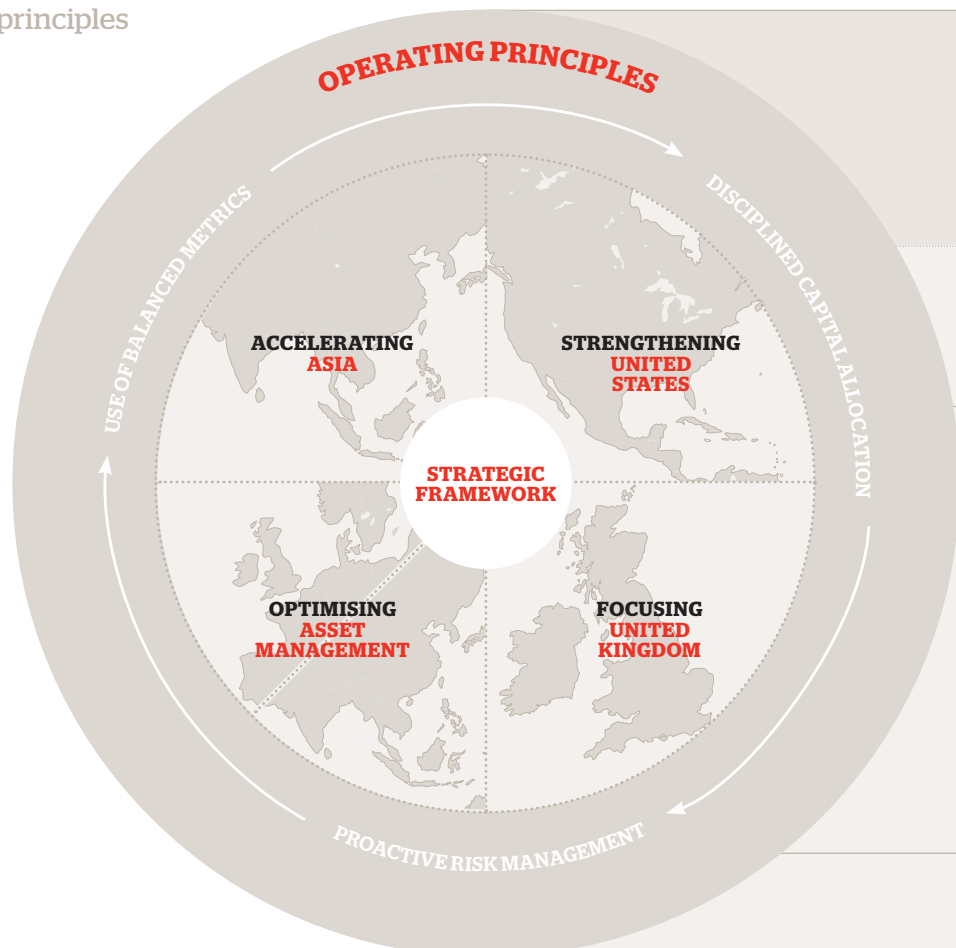 principles
OPERATING PRINCIPLES
USE OF BALANCED METRICS
DISCIPLINED CAPITAL ALLOCATION
ACCELERATING
ASIA
STRENGTHENING
UNITED
STATES
STRATEGIC
FRAMEWORK
OPTIMISING
ASSET
MANAGEMENT
FOCUSING
UNITED
KINGDOM
PROACTIVE RISK MANAGEMENT